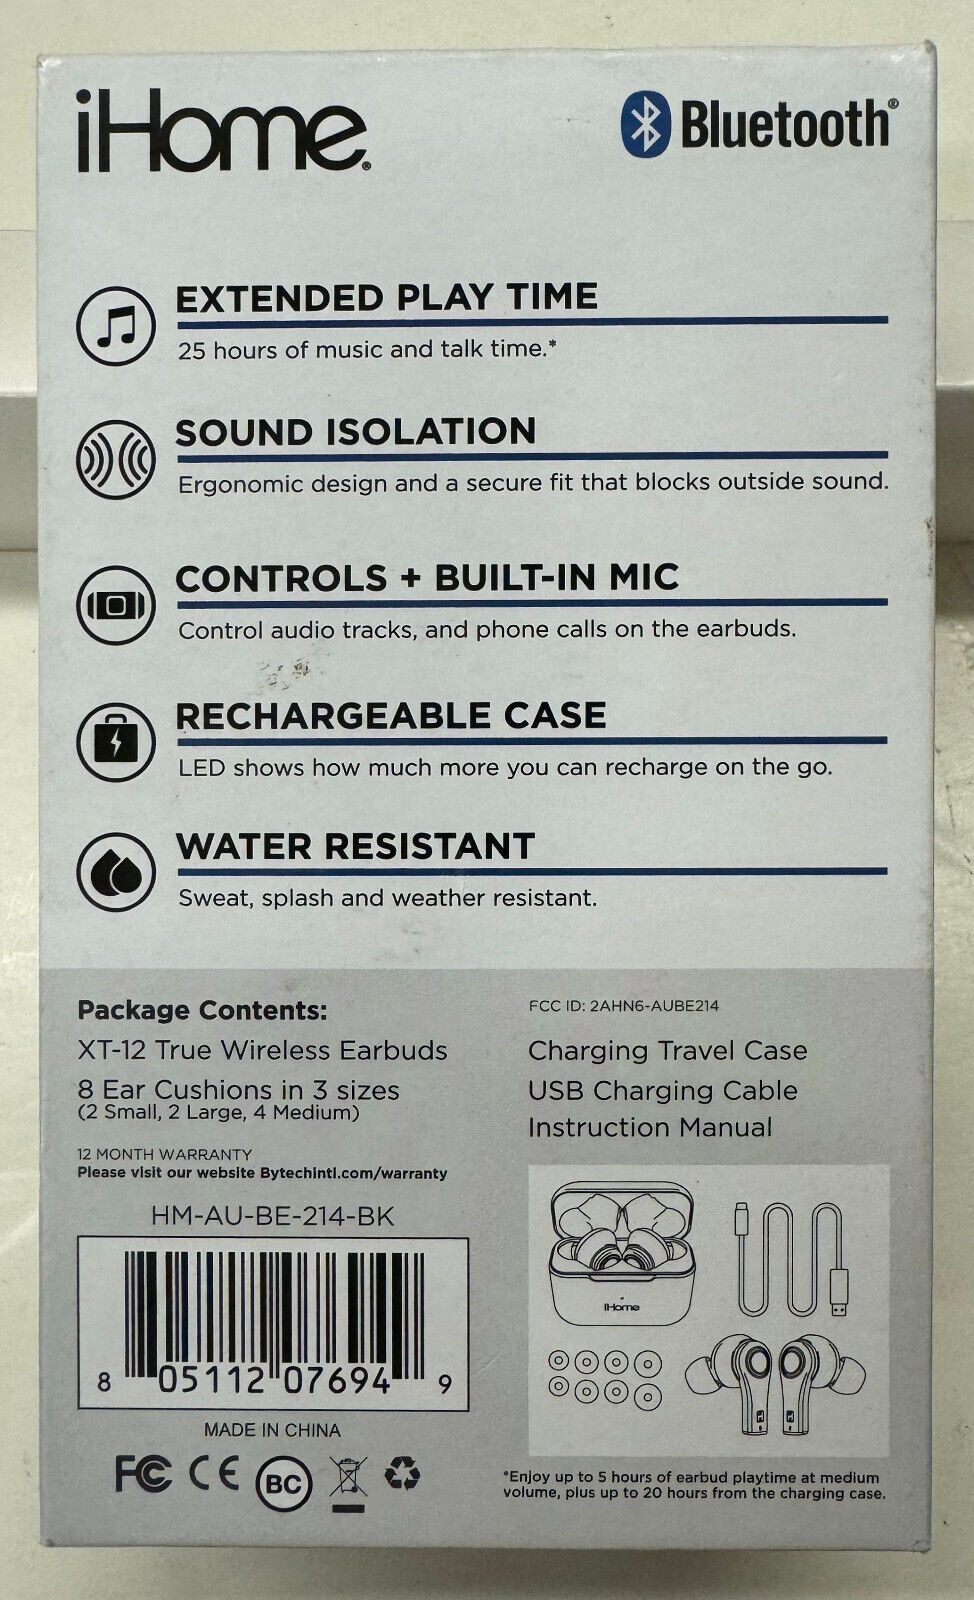 iHome®
Bluetooth®
EXTENDED PLAY TIME
25 hours of music and talk time.*
SOUND ISOLATION
Ergonomic design and a secure fit that blocks outside sound.
CONTROLS + BUILT-IN MIC
Control audio tracks, and phone calls on the earbuds.
RECHARGEABLE CASE
LED shows how much more you can recharge on the go.
WATER RESISTANT
Sweat, splash and weather resistant.
Package Contents:
XT-12 True Wireless Earbuds
8 Ear Cushions in 3 sizes
(2 Small, 2 Large, 4 Medium)
12 MONTH WARRANTY
Please visit our website Bytechintl.com/warranty
HM-AU-BE-214-BK
8 05112 07694 9
MADE IN CHINA
FC CE BC
FCC ID: 2AHN6-AUBE214
Charging Travel Case
USB Charging Cable
Instruction Manual
iHome
*Enjoy up to 5 hours of earbud playtime at medium
volume, plus up to 20 hours from the charging case.